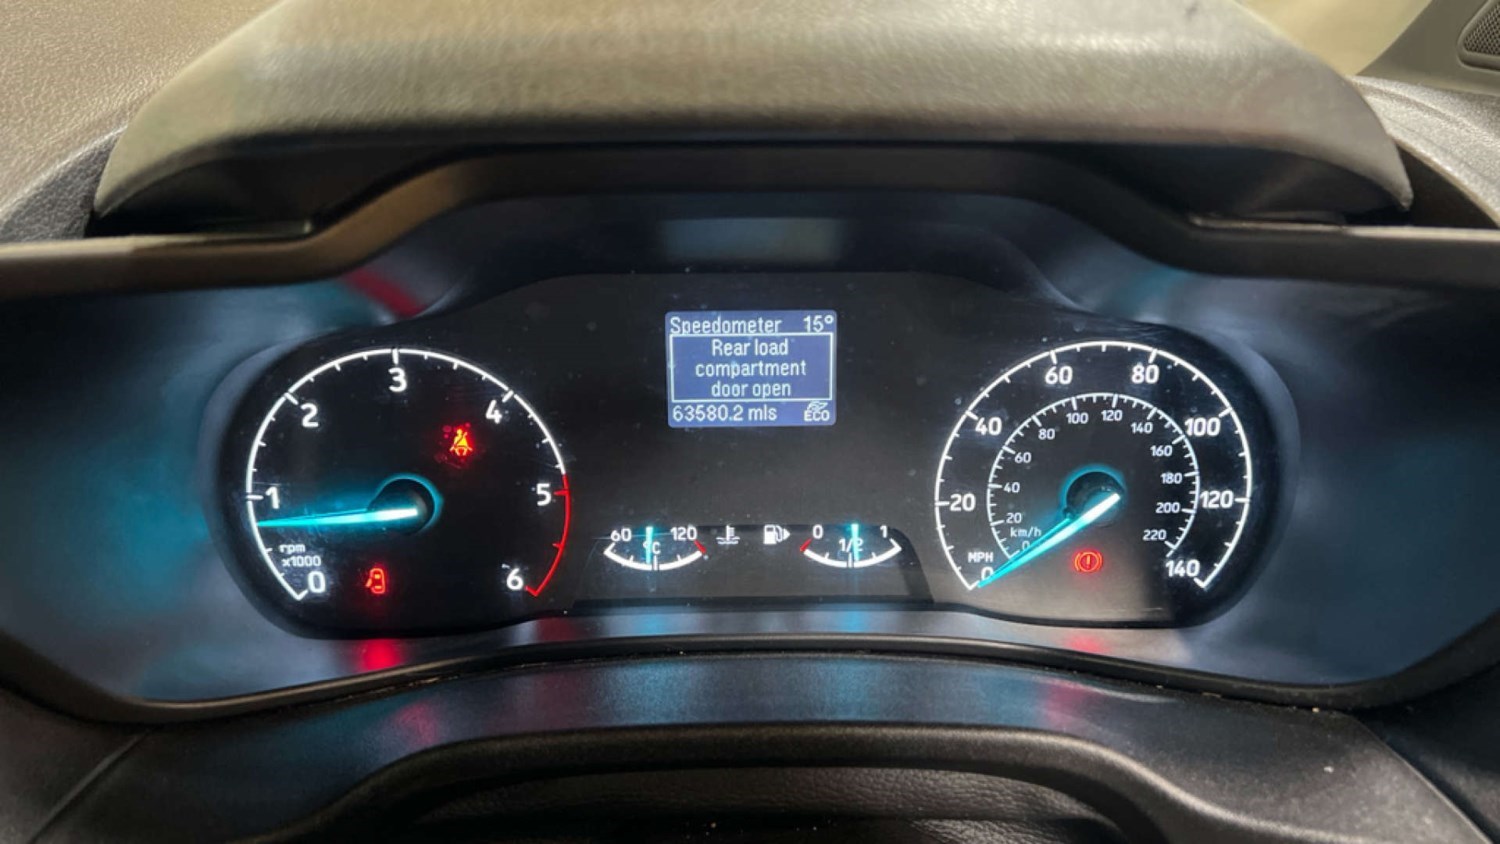 Speedometer 15°
Rear load
compartment
door open
63580.2 mls ECO
0
1
2
3
4
5
6
rpm
x1000
60 120
°C
0 1/2 1
MPH
0
20
40
60
80
100
120
140
km/h
0
20
40
60
80
100
120
140
160
180
200
220